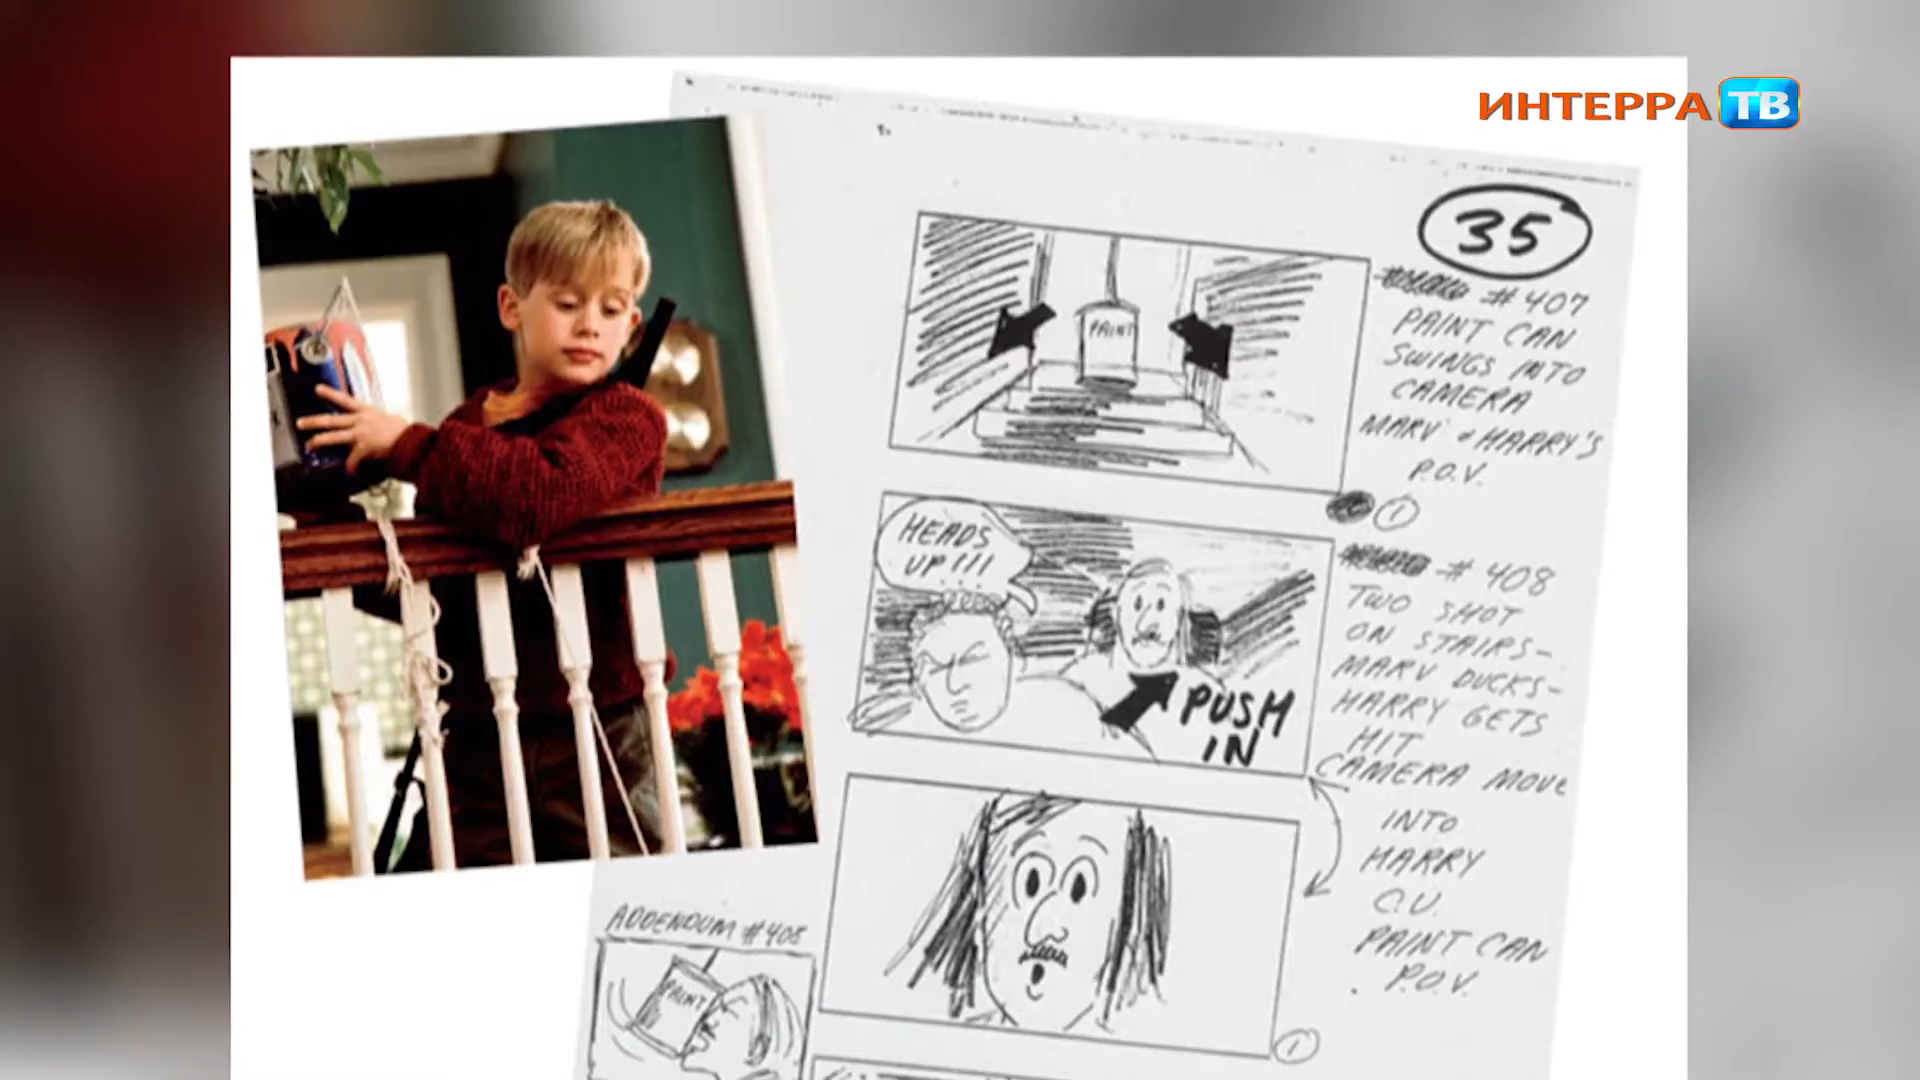 ИНТЕРРА ТВ
35
# 407
PAINT CAN
SWINGS INTO
CAMERA
MARV & HARRY'S
P.O.V.
PAINT
1
HEADS
UP!!!
PUSH
IN
# 408
TWO SHOT
ON STAIRS-
MARV DUCKS-
HARRY GETS
HIT
CAMERA MOVE
INTO
HARRY
C.U.
PAINT CAN
P.O.V.
1
ADDENDUM #408
PAINT